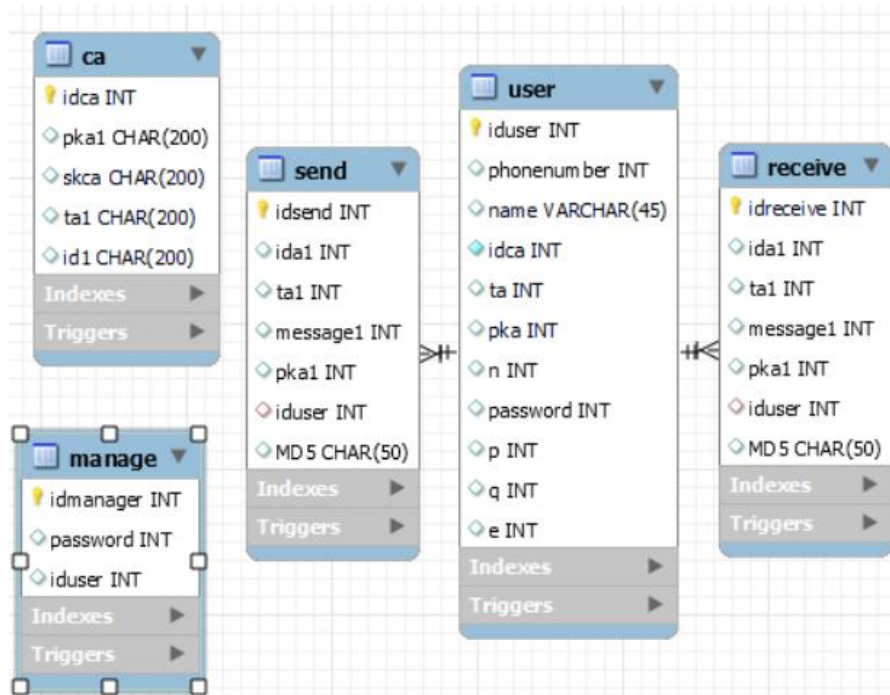 ca
idca INT
pka1 CHAR(200)
skca CHAR(200)
ta1 CHAR(200)
id1 CHAR(200)
Indexes
Triggers
manage
idmanager INT
password INT
iduser INT
Indexes
Triggers
send
idsend INT
ida1 INT
ta1 INT
message1 INT
pka1 INT
iduser INT
MD5 CHAR(50)
Indexes
Triggers
user
iduser INT
phonenumber INT
name VARCHAR(45)
idca INT
ta INT
pka INT
n INT
password INT
p INT
q INT
e INT
Indexes
Triggers
receive
idreceive INT
ida1 INT
ta1 INT
message1 INT
pka1 INT
iduser INT
MD5 CHAR(50)
Indexes
Triggers